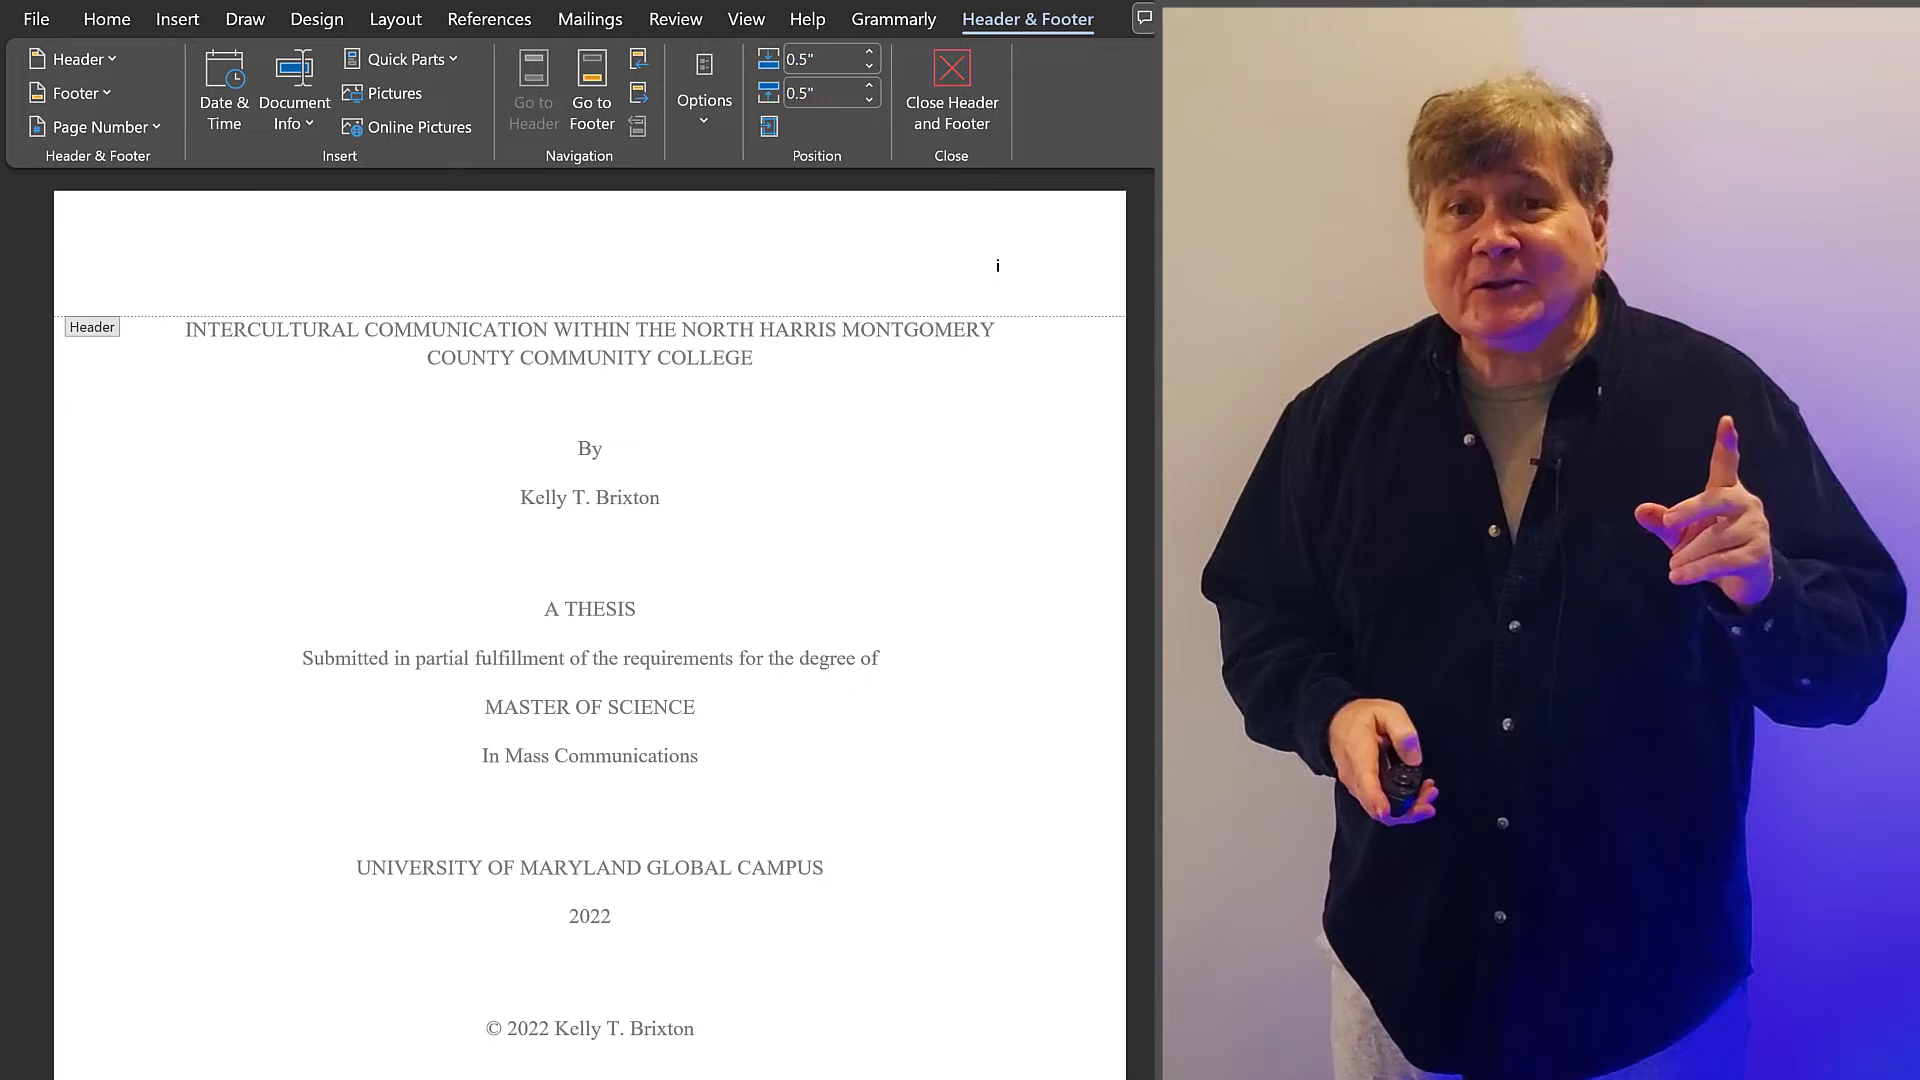 File Home Insert Draw Design Layout References Mailings Review View Help Grammarly Header & Footer
Header
Footer
Page Number
Header & Footer
Date & Time
Document Info
Quick Parts
Pictures
Online Pictures
Insert
Go to Header
Go to Footer
Navigation
Options
0.5"
0.5"
Position
Close Header and Footer
Close
i
Header
INTERCULTURAL COMMUNICATION WITHIN THE NORTH HARRIS MONTGOMERY
COUNTY COMMUNITY COLLEGE
By
Kelly T. Brixton
A THESIS
Submitted in partial fulfillment of the requirements for the degree of
MASTER OF SCIENCE
In Mass Communications
UNIVERSITY OF MARYLAND GLOBAL CAMPUS
2022
© 2022 Kelly T. Brixton